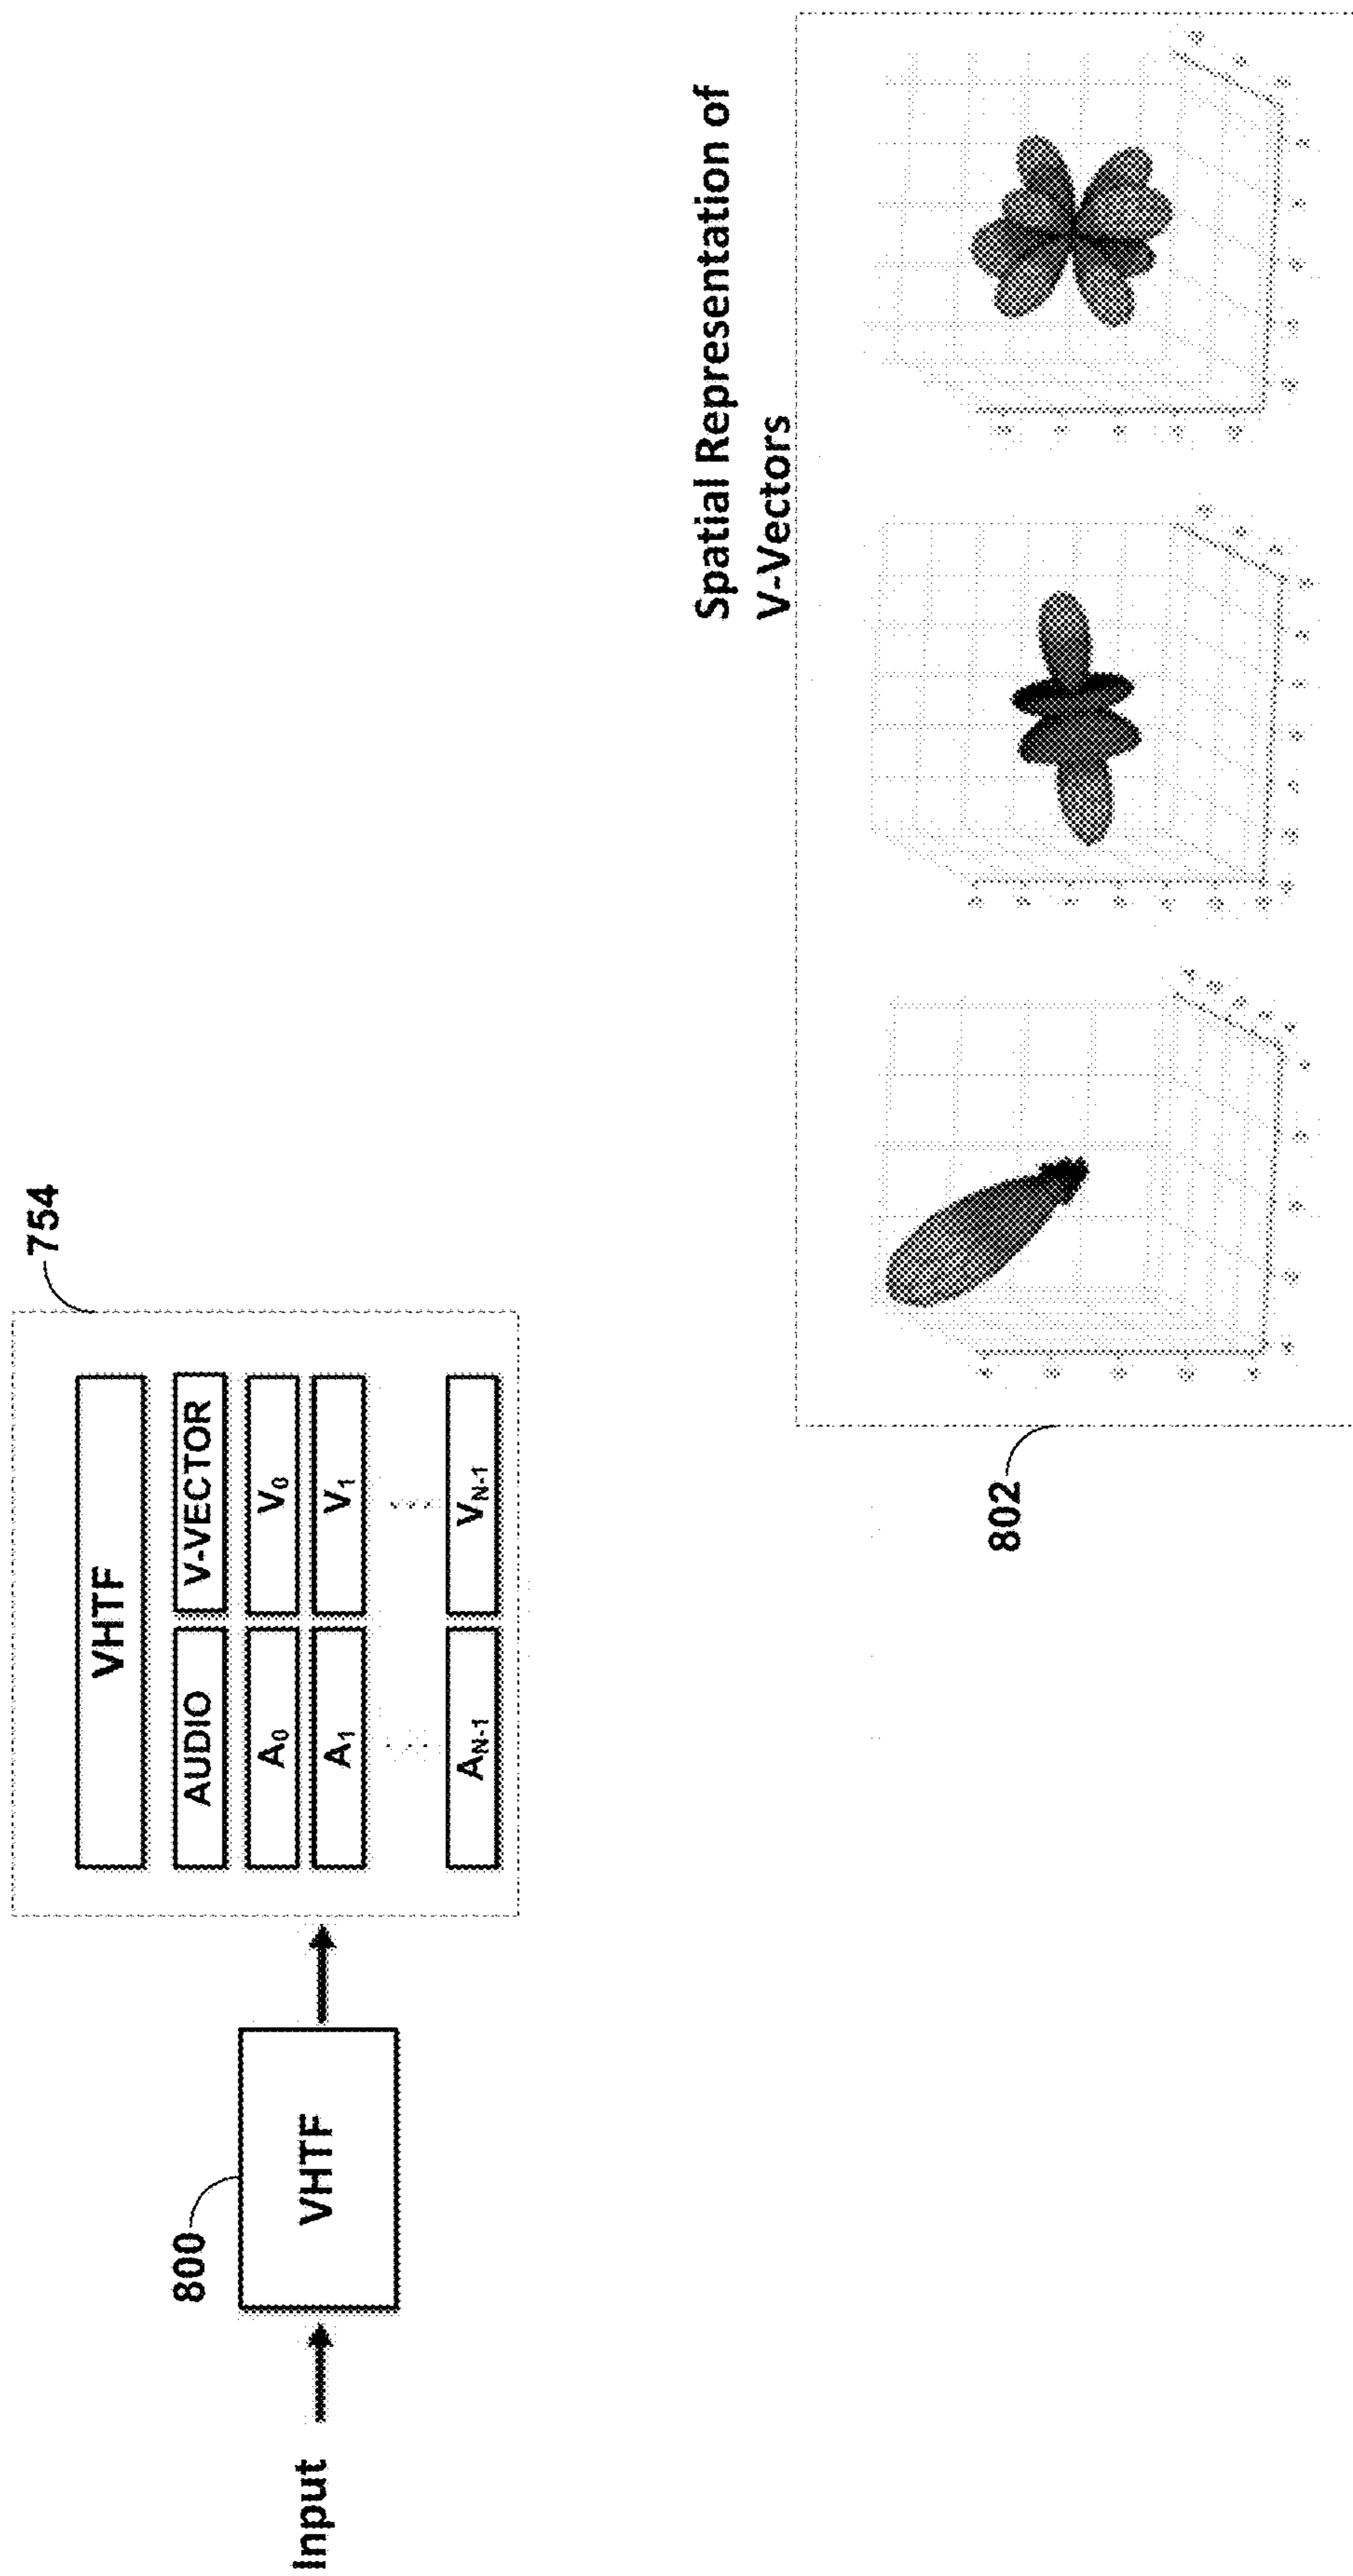 Input
800
VHTF
754
VHTF
AUDIO V-VECTOR
A0 V0
A1 V1
AN-1 VN-1
Spatial Representation of
V-Vectors
802